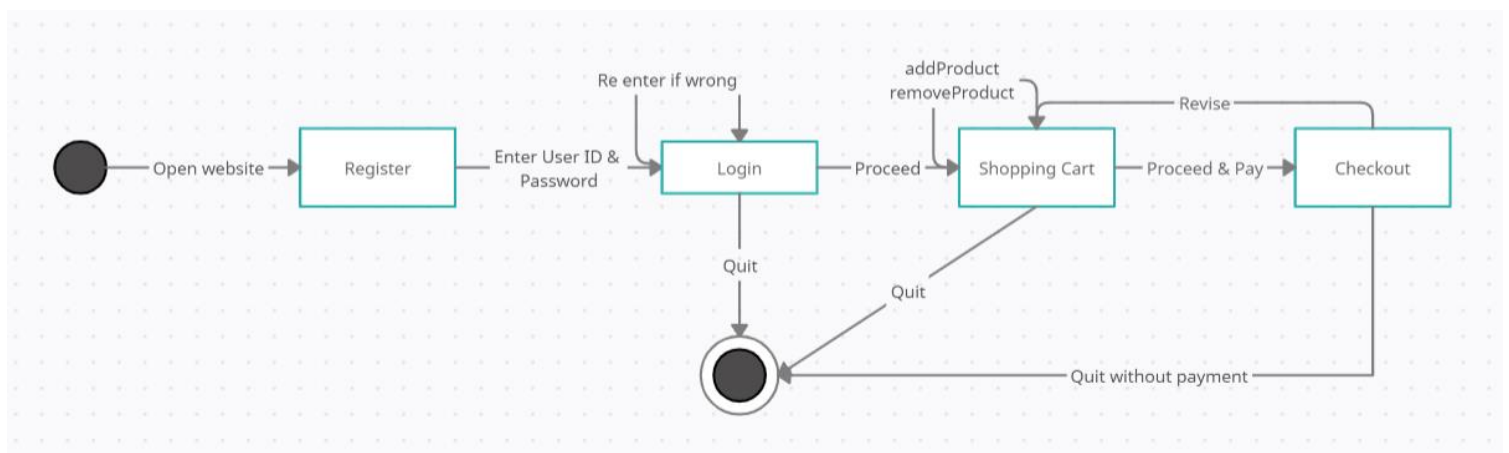 addProduct
removeProduct
Re enter if wrong
Revise
Open website
Register
Enter User ID &
Password
Login
Proceed
Shopping Cart
Proceed & Pay
Checkout
Quit
Quit
Quit without payment